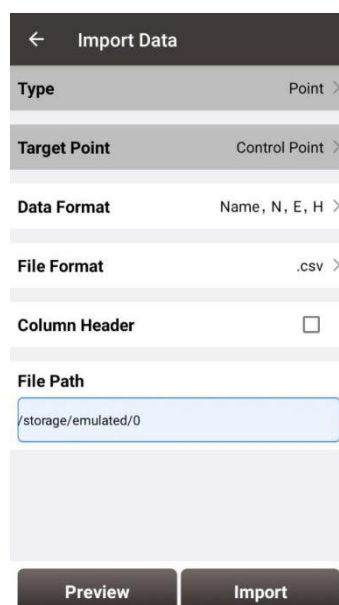 Import Data
Type Point
Target Point Control Point
Data Format Name, N, E, H
File Format .csv
Column Header
File Path
/storage/emulated/0
Preview Import